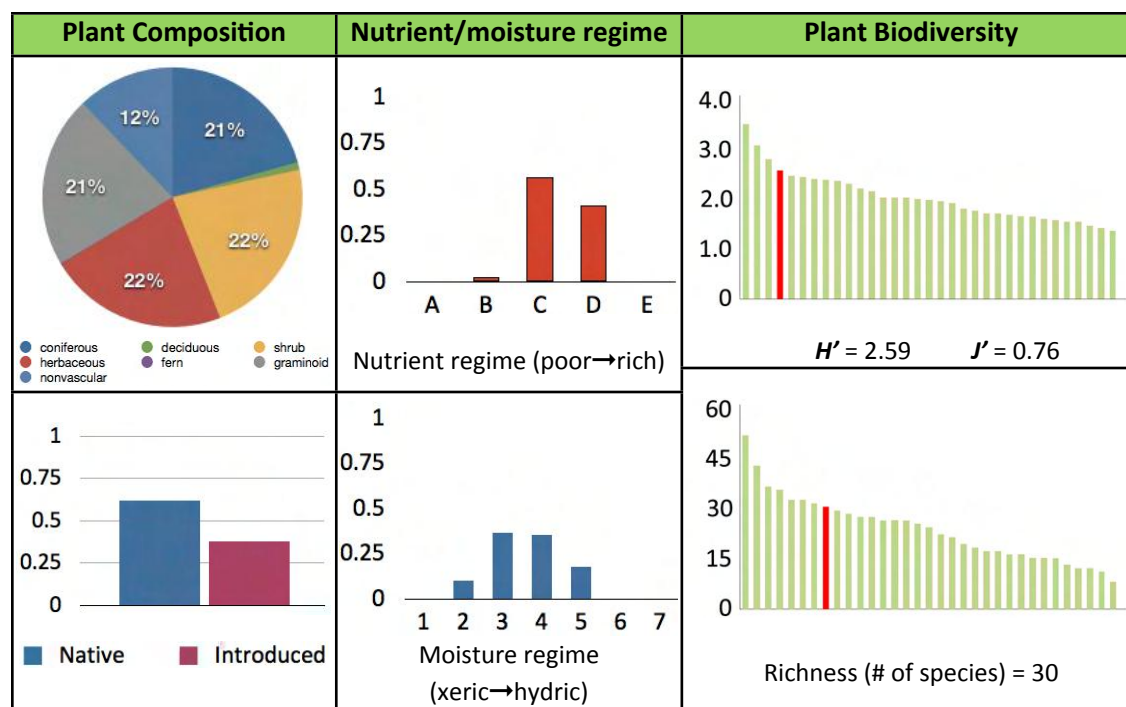 Plant Composition
Nutrient/moisture regime
Plant Biodiversity
12%
21%
21%
22%
22%
coniferous
deciduous
shrub
herbaceous
fern
graminoid
nonvascular
1
0.75
0.5
0.25
0
A B C D E
Nutrient regime (poor→rich)
4.0
3.0
2.0
1.0
0
H’ = 2.59 J’ = 0.76
1
0.75
0.5
0.25
0
Native
Introduced
1
0.75
0.5
0.25
0
1 2 3 4 5 6 7
Moisture regime
(xeric→hydric)
60
45
30
15
0
Richness (# of species) = 30